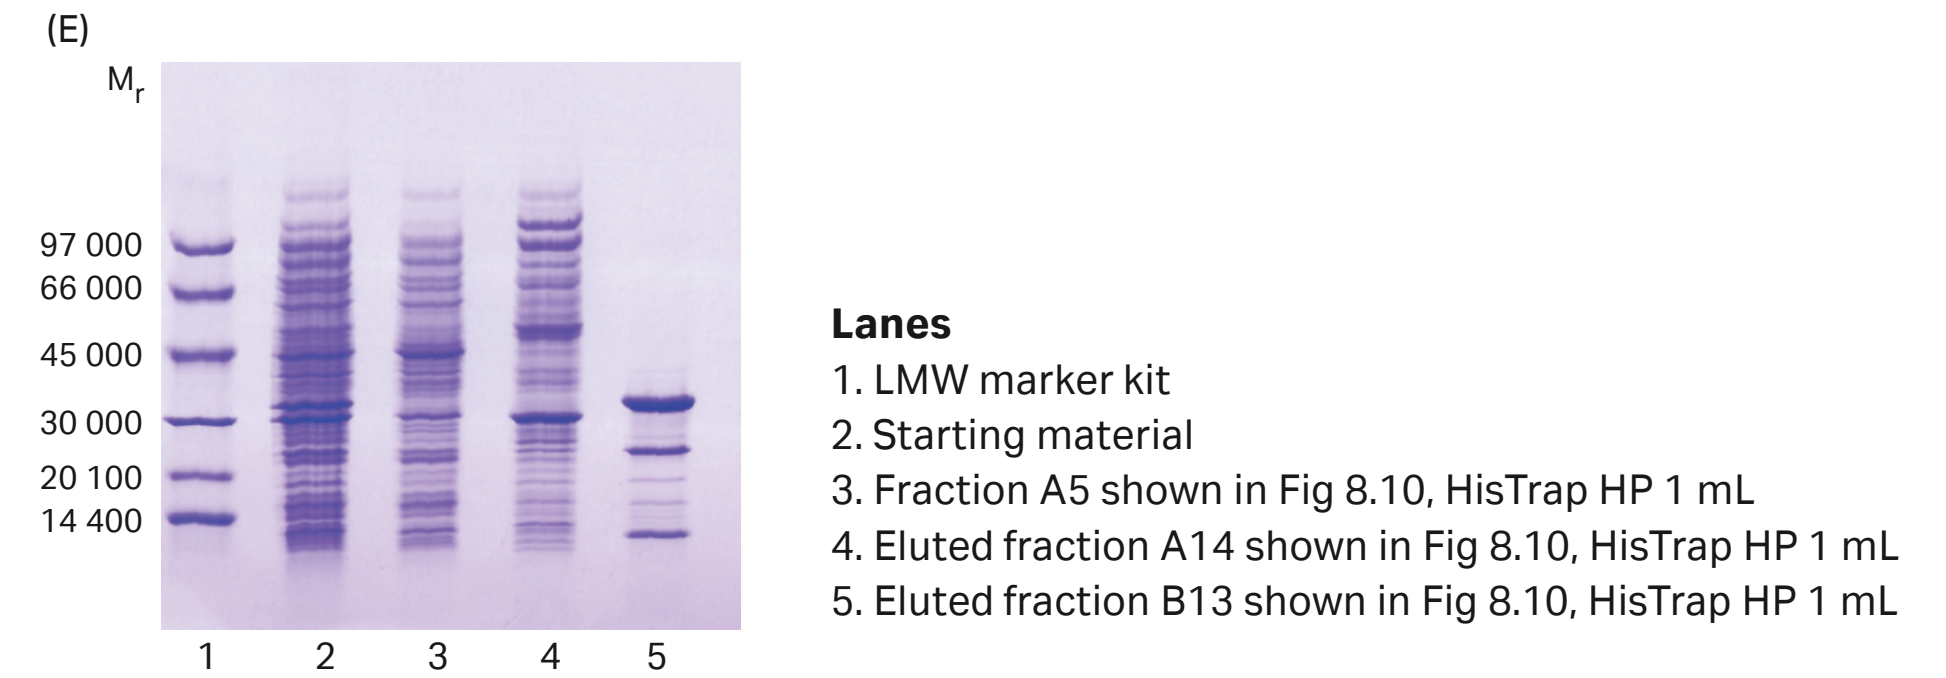 (E)
Mr
97 000
66 000
45 000
30 000
20 100
14 400
1 2 3 4 5
Lanes
1. LMW marker kit
2. Starting material
3. Fraction A5 shown in Fig 8.10, HisTrap HP 1 mL
4. Eluted fraction A14 shown in Fig 8.10, HisTrap HP 1 mL
5. Eluted fraction B13 shown in Fig 8.10, HisTrap HP 1 mL